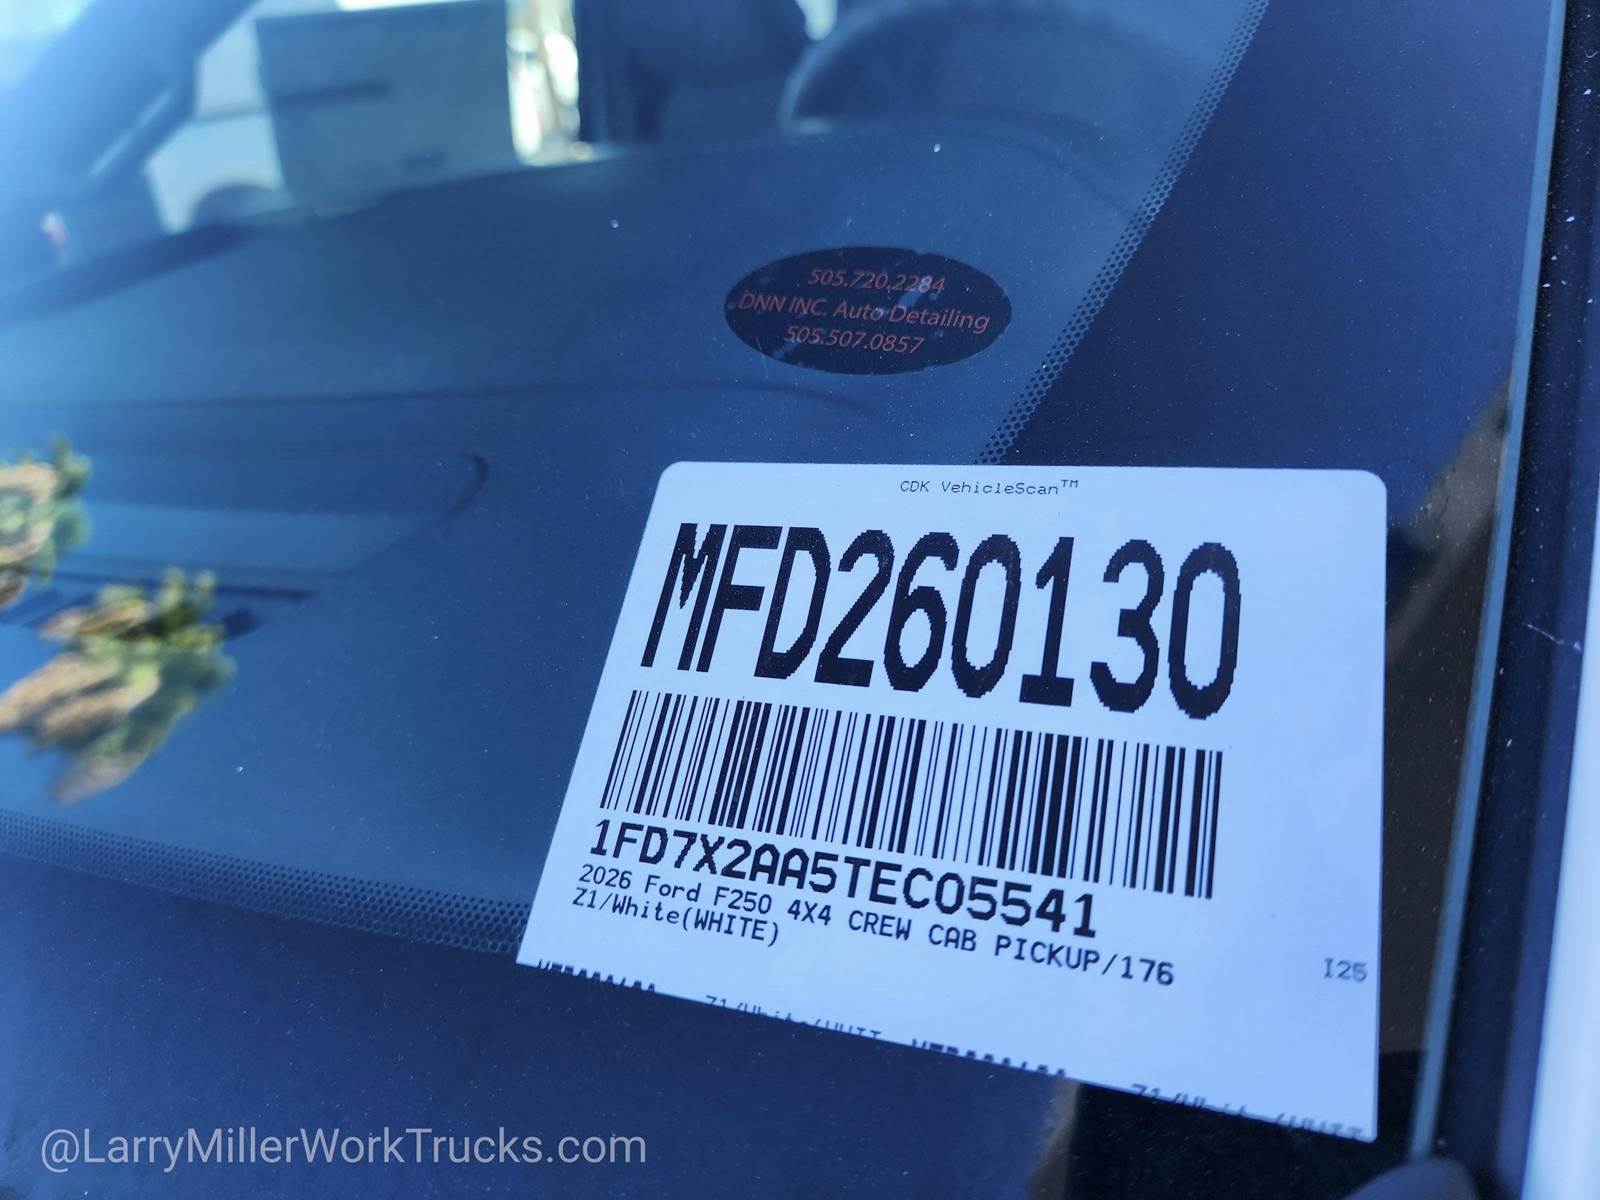 505.720.2284
DNN INC. Auto Detailing
505.507.0857
CDK VehicleScan™
MFD260130
1FD7X2AA5TEC05541
2026 Ford F250 4X4 CREW CAB PICKUP/176
Z1/White(WHITE)
I25
@LarryMillerWorkTrucks.com